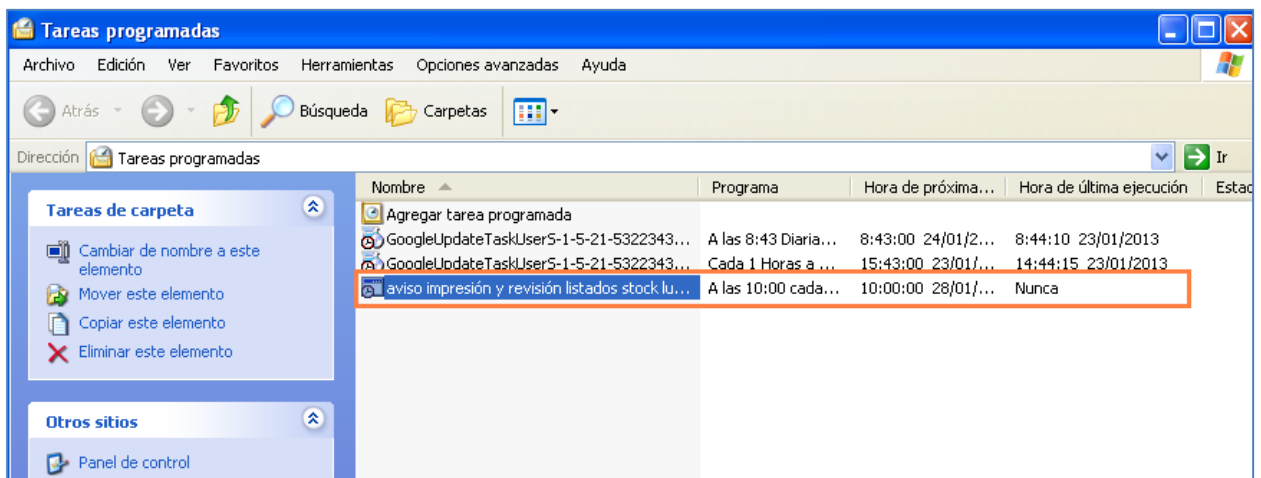 Tareas programadas
Archivo Edición Ver Favoritos Herramientas Opciones avanzadas Ayuda
Atrás Búsqueda Carpetas
Dirección Tareas programadas Ir
Nombre Programa Hora de próxima... Hora de última ejecución Estad
Tareas de carpeta
Agregar tarea programada
GoogleUpdateTaskUserS-1-5-21-5322343... A las 8:43 Diaria... 8:43:00 24/01/2... 8:44:10 23/01/2013
Cambiar de nombre a este elemento
GoogleUpdateTaskUserS-1-5-21-5322343... Cada 1 Horas a ... 15:43:00 23/01/... 14:44:15 23/01/2013
aviso impresión y revisión listados stock lu... A las 10:00 cada... 10:00:00 28/01/... Nunca
Mover este elemento
Copiar este elemento
Eliminar este elemento
Otros sitios
Panel de control